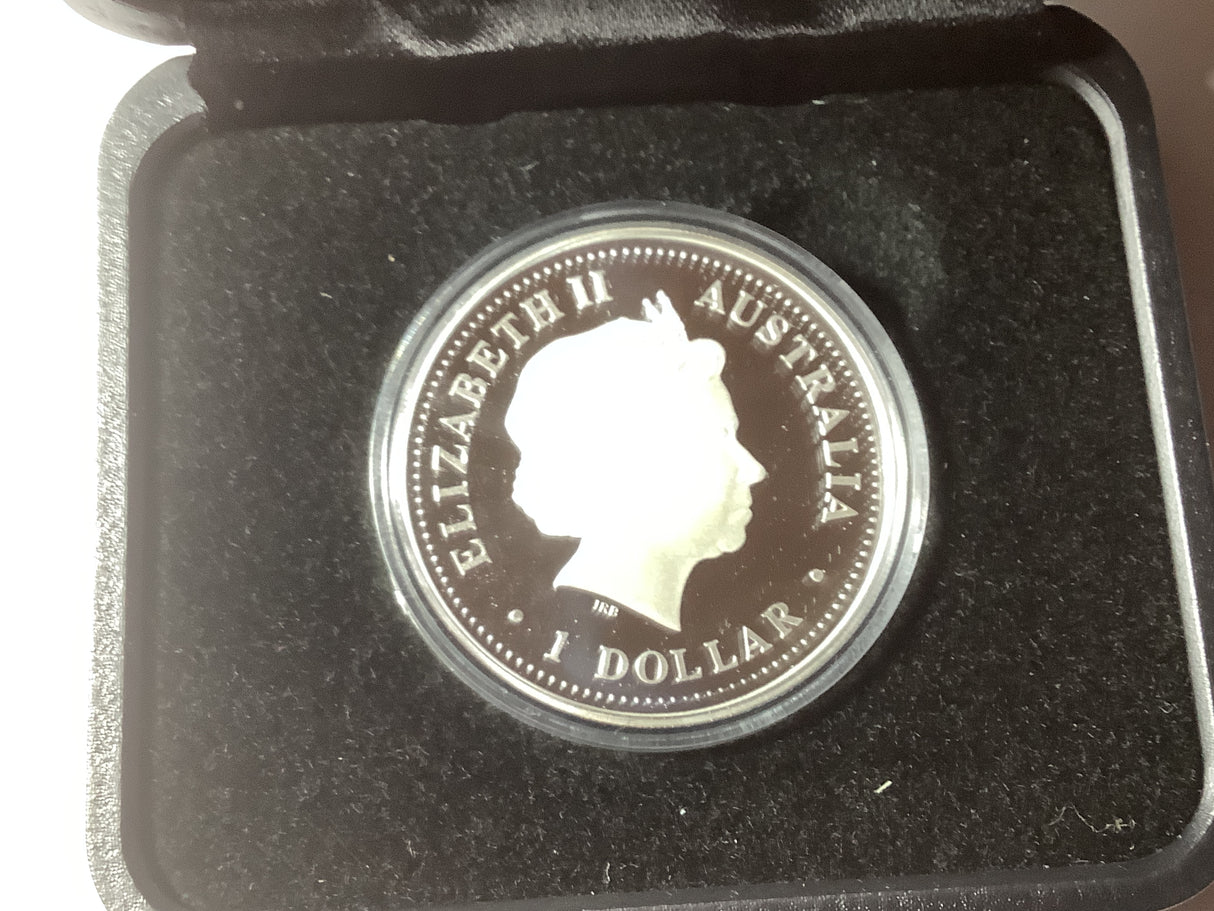 ELIZABETH II
AUSTRALIA
IRB
• 1 DOLLAR •